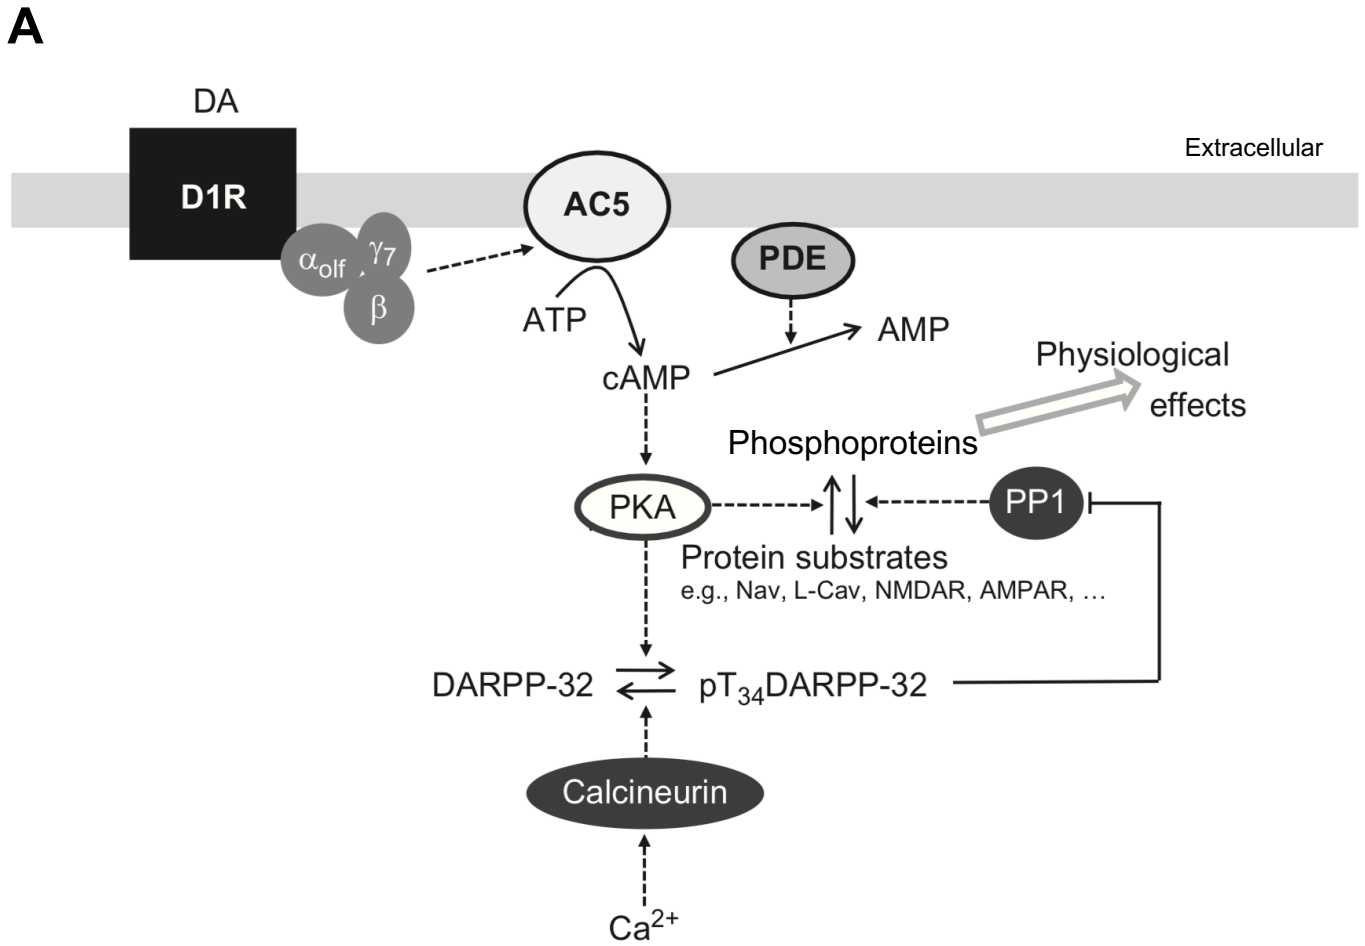 A
DA
Extracellular
D1R
AC5
αolf
γ7
β
PDE
ATP
AMP
cAMP
Physiological
effects
Phosphoproteins
PKA
PP1
Protein substrates
e.g., Nav, L-Cav, NMDAR, AMPAR, …
DARPP-32
pT34DARPP-32
Calcineurin
Ca2+